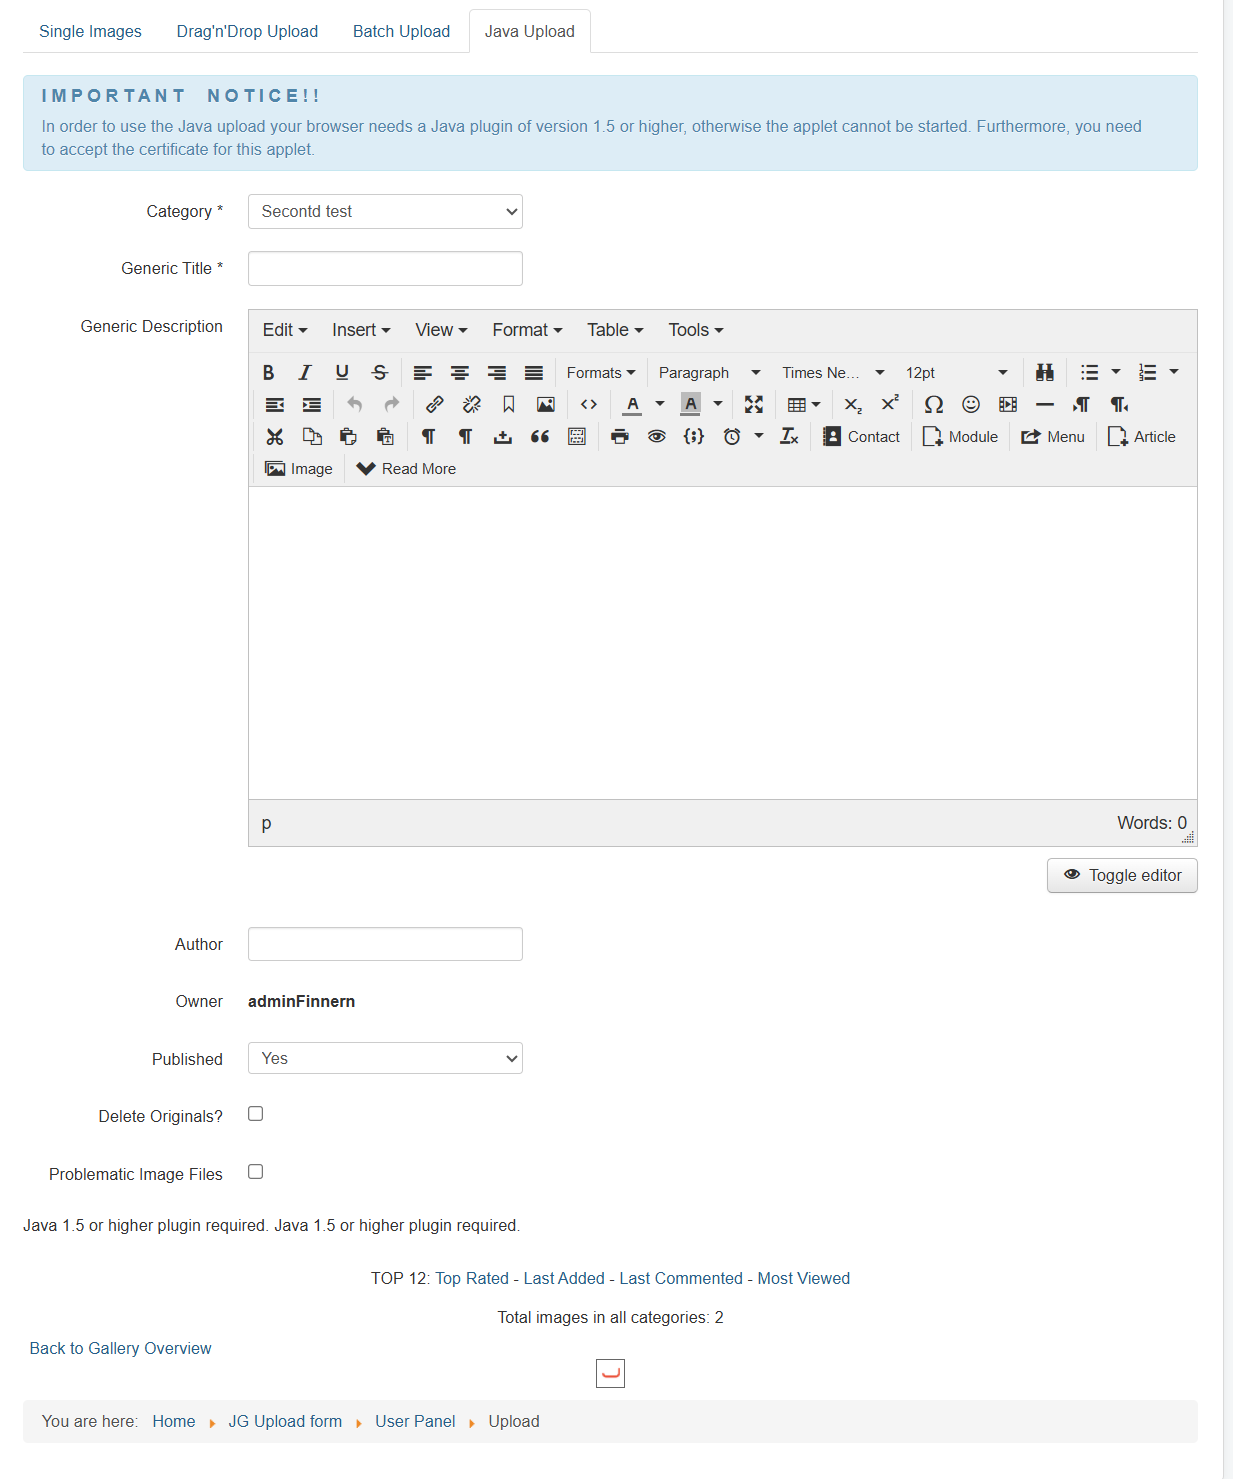 Single Images Drag'n'Drop Upload Batch Upload Java Upload
IMPORTANT NOTICE!!
In order to use the Java upload your browser needs a Java plugin of version 1.5 or higher, otherwise the applet cannot be started. Furthermore, you need
to accept the certificate for this applet.
Category * Secontd test
Generic Title *
Generic Description
Edit Insert View Format Table Tools
Formats Paragraph Times Ne... 12pt
Contact Module Menu Article
Image Read More
p Words: 0
Toggle editor
Author
Owner adminFinnern
Published Yes
Delete Originals?
Problematic Image Files
Java 1.5 or higher plugin required. Java 1.5 or higher plugin required.
TOP 12: Top Rated - Last Added - Last Commented - Most Viewed
Total images in all categories: 2
Back to Gallery Overview
You are here: Home JG Upload form User Panel Upload